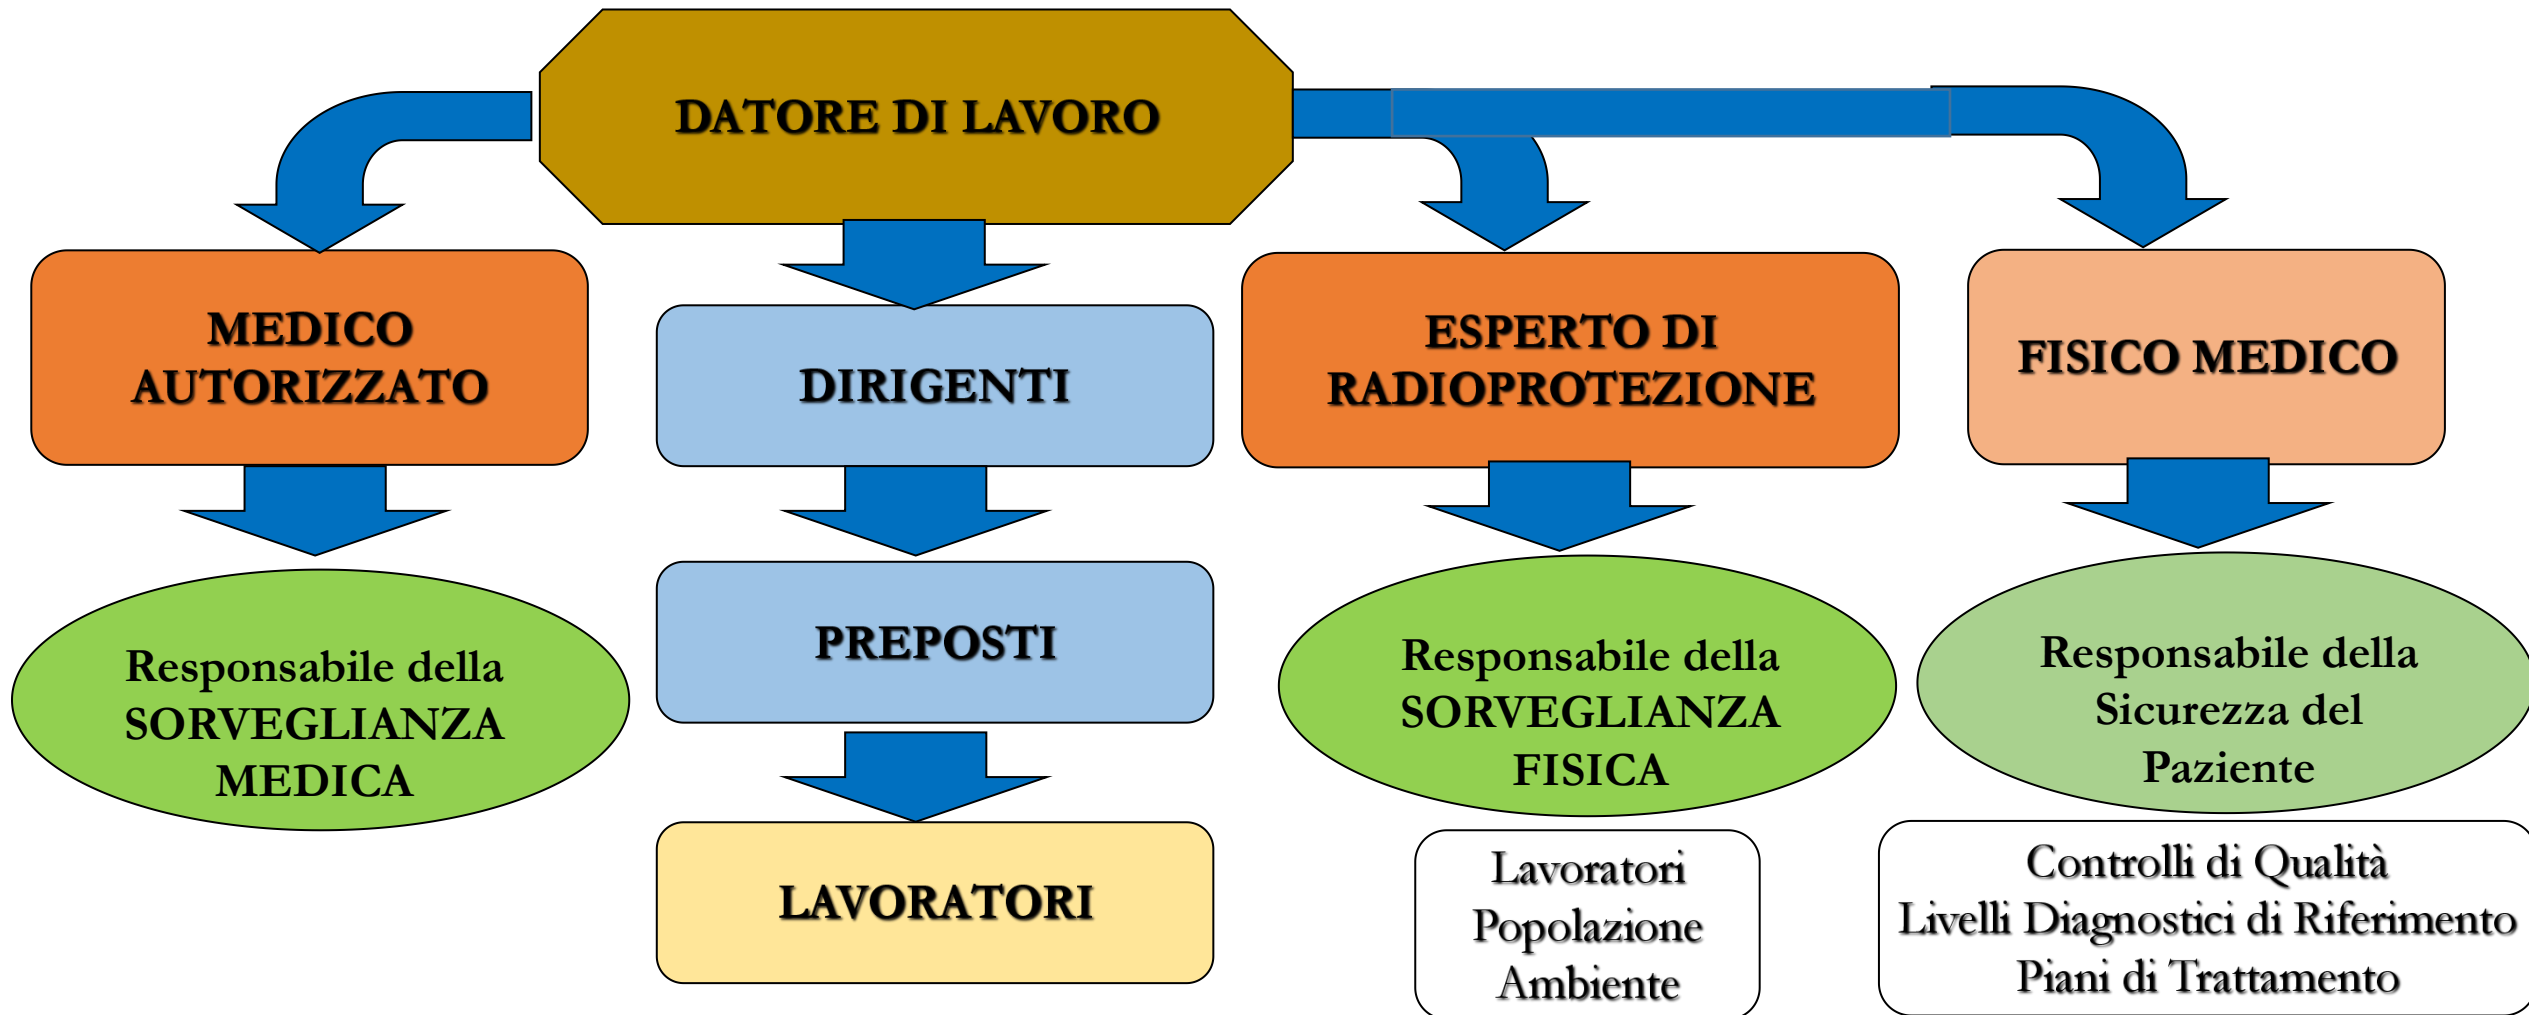 DATORE DI LAVORO
MEDICO
AUTORIZZATO
DIRIGENTI
ESPERTO DI
RADIOPROTEZIONE
FISICO MEDICO
Responsabile della
SORVEGLIANZA
MEDICA
PREPOSTI
Responsabile della
SORVEGLIANZA
FISICA
Responsabile della
Sicurezza del
Paziente
LAVORATORI
Lavoratori
Popolazione
Ambiente
Controlli di Qualità
Livelli Diagnostici di Riferimento
Piani di Trattamento